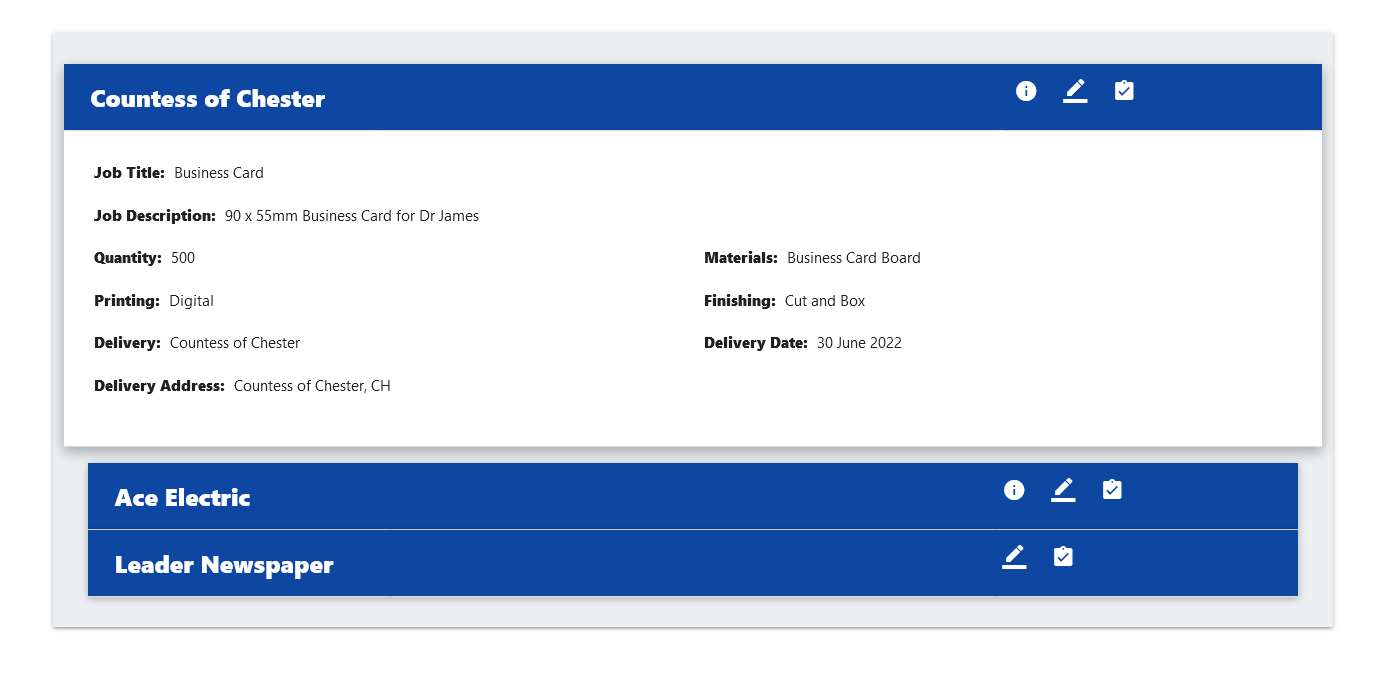 Countess of Chester
Job Title: Business Card
Job Description: 90 x 55mm Business Card for Dr James
Quantity: 500 Materials: Business Card Board
Printing: Digital Finishing: Cut and Box
Delivery: Countess of Chester Delivery Date: 30 June 2022
Delivery Address: Countess of Chester, CH
Ace Electric
Leader Newspaper